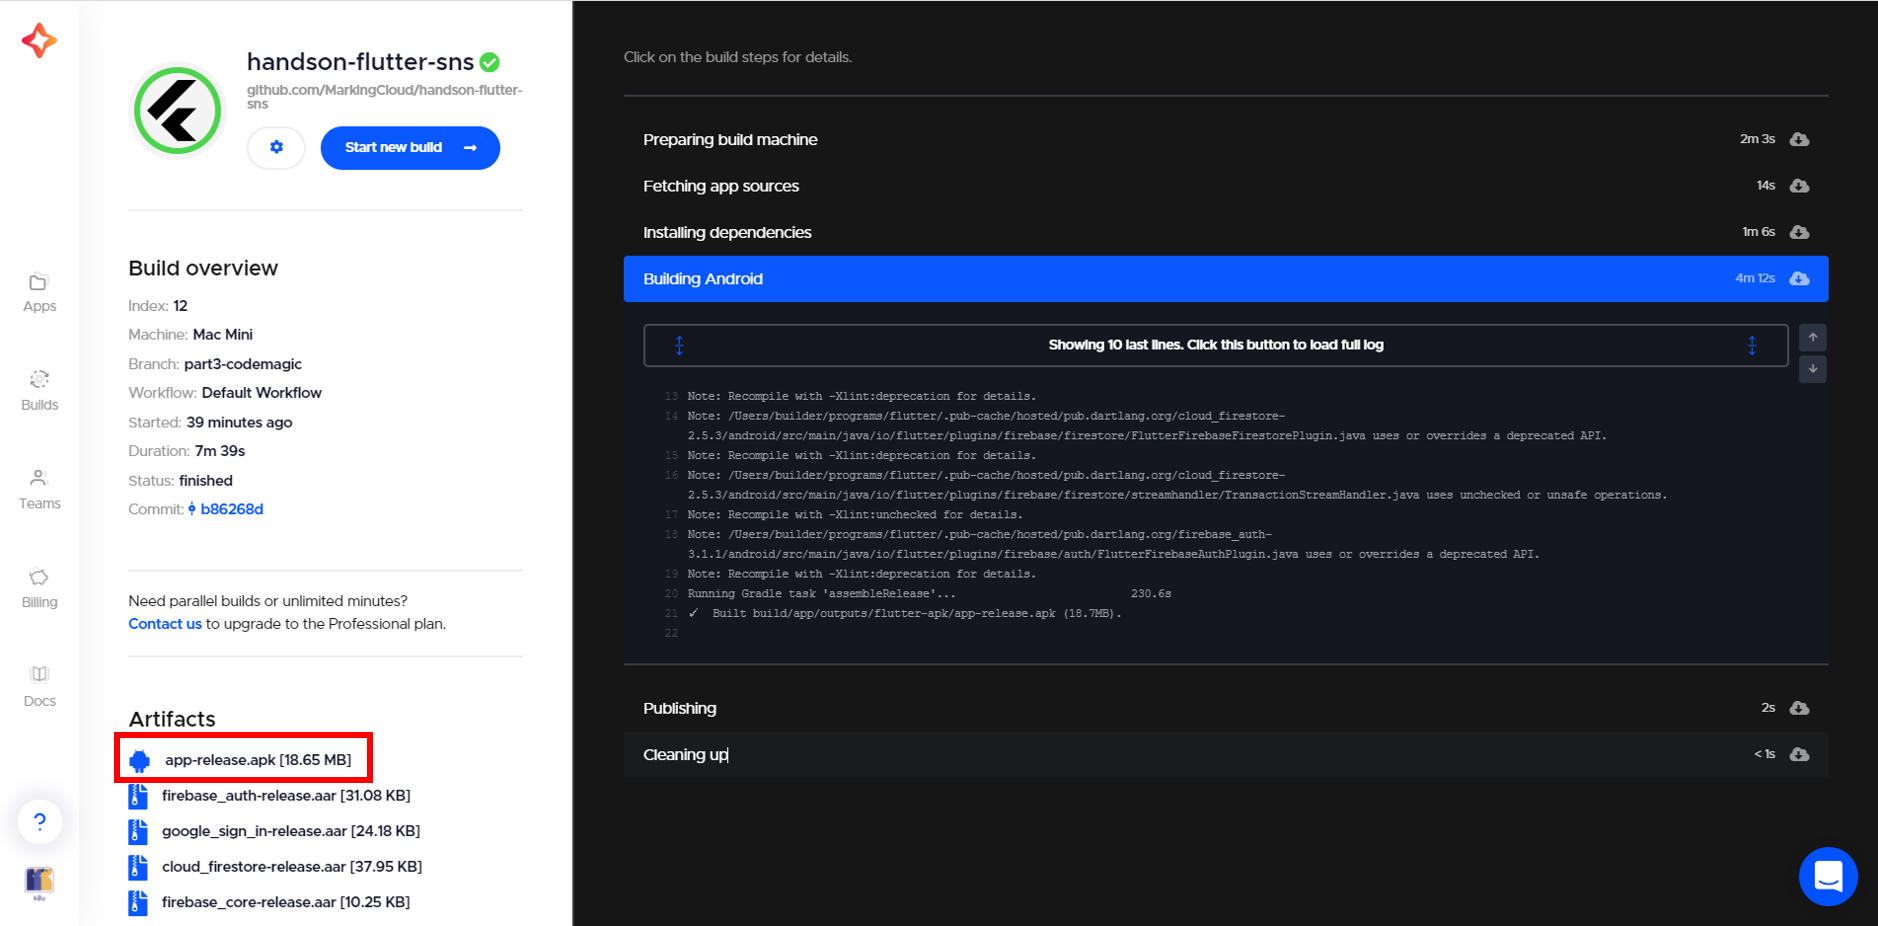 handson-flutter-sns
github.com/MarkingCloud/handson-flutter-
sns
Start new build
Apps
Builds
Teams
Billing
Docs
?
Build overview
Index: 12
Machine: Mac Mini
Branch: part3-codemagic
Workflow: Default Workflow
Started: 39 minutes ago
Duration: 7m 39s
Status: finished
Commit: b86268d
Need parallel builds or unlimited minutes?
Contact us to upgrade to the Professional plan.
Artifacts
app-release.apk [18.65 MB]
firebase_auth-release.aar [31.08 KB]
google_sign_in-release.aar [24.18 KB]
cloud_firestore-release.aar [37.95 KB]
firebase_core-release.aar [10.25 KB]
Click on the build steps for details.
Preparing build machine 2m 3s
Fetching app sources 14s
Installing dependencies 1m 6s
Building Android 4m 12s
Showing 10 last lines. Click this button to load full log
13 Note: Recompile with -Xlint:deprecation for details.
14 Note: /Users/builder/programs/flutter/.pub-cache/hosted/pub.dartlang.org/cloud_firestore-
2.5.3/android/src/main/java/io/flutter/plugins/firebase/firestore/FlutterFirebaseFirestorePlugin.java uses or overrides a deprecated API.
15 Note: Recompile with -Xlint:deprecation for details.
16 Note: /Users/builder/programs/flutter/.pub-cache/hosted/pub.dartlang.org/cloud_firestore-
2.5.3/android/src/main/java/io/flutter/plugins/firebase/firestore/streamhandler/TransactionStreamHandler.java uses unchecked or unsafe operations.
17 Note: Recompile with -Xlint:unchecked for details.
18 Note: /Users/builder/programs/flutter/.pub-cache/hosted/pub.dartlang.org/firebase_auth-
3.1.1/android/src/main/java/io/flutter/plugins/firebase/auth/FlutterFirebaseAuthPlugin.java uses or overrides a deprecated API.
19 Note: Recompile with -Xlint:deprecation for details.
20 Running Gradle task 'assembleRelease'... 230.6s
21 ✓ Built build/app/outputs/flutter-apk/app-release.apk (18.7MB).
22
Publishing 2s
Cleaning up < 1s